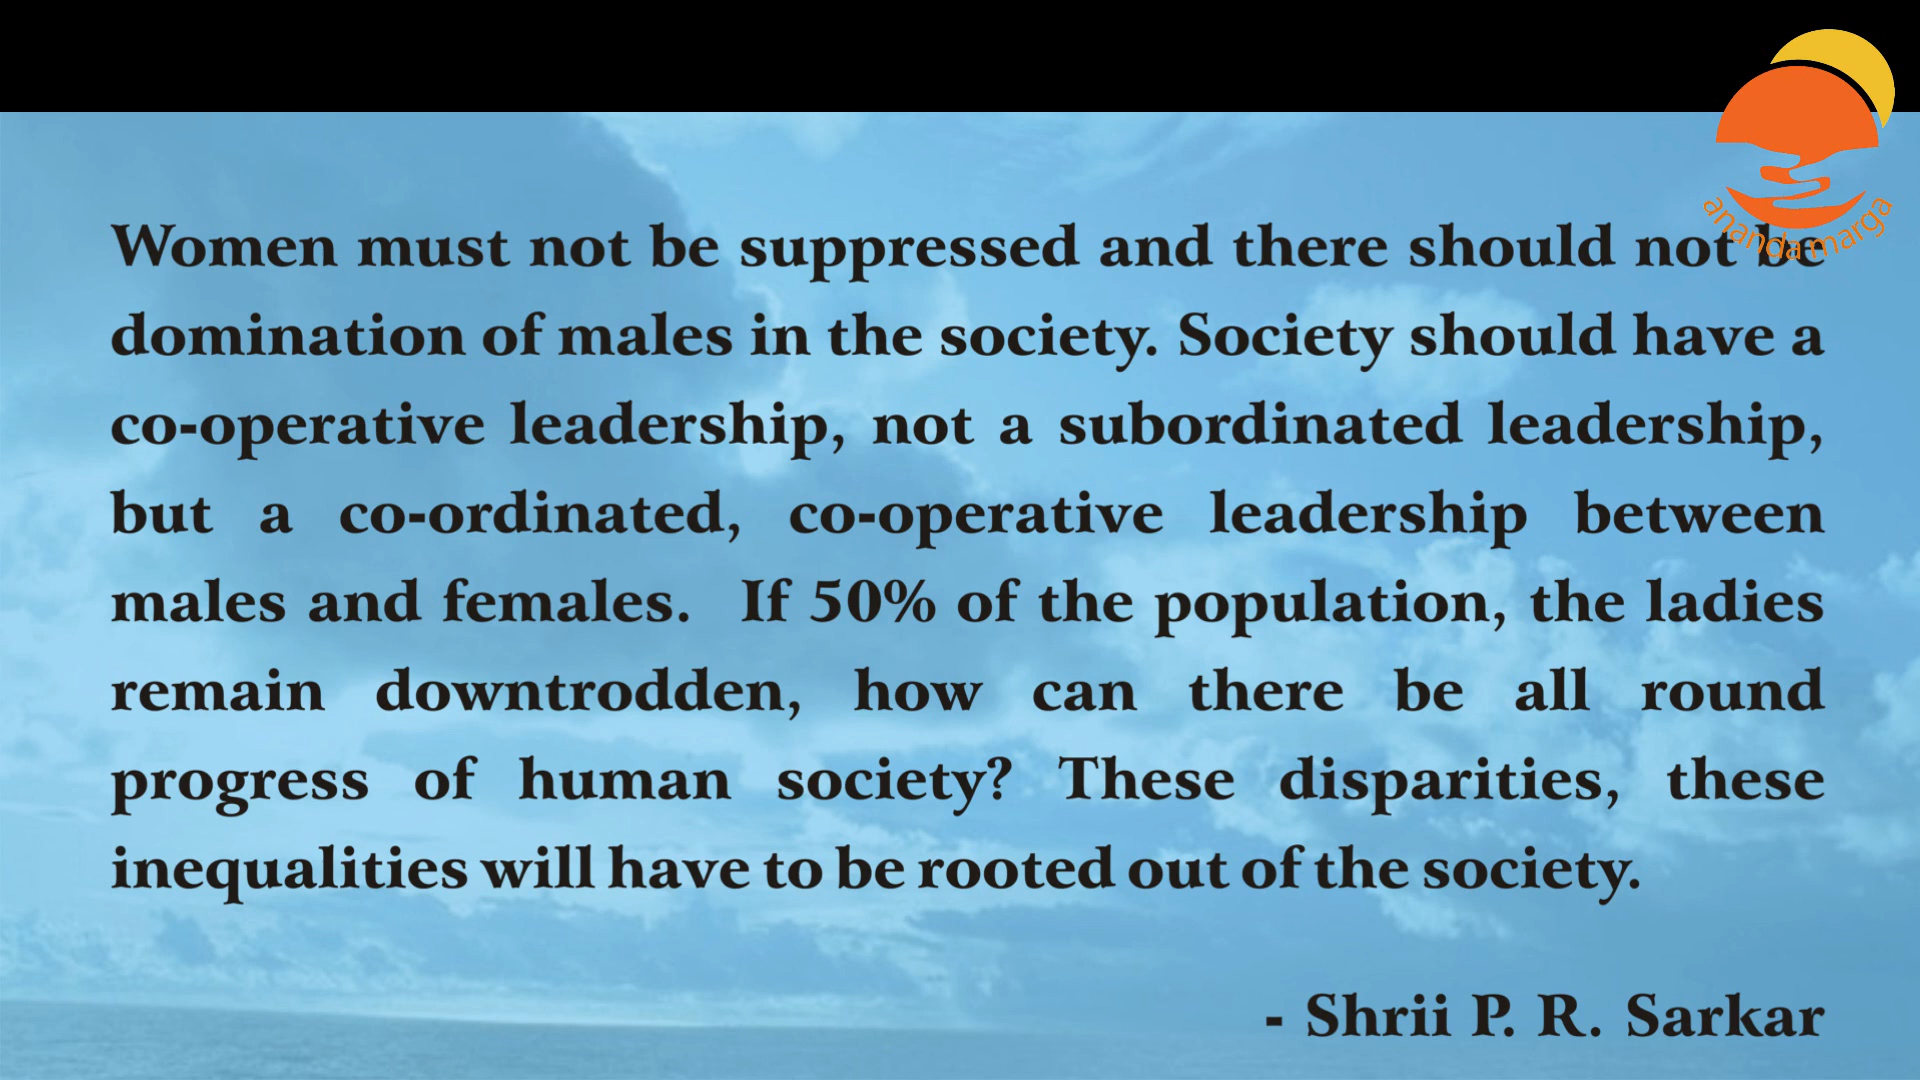 ananda marga
Women must not be suppressed and there should not be
domination of males in the society. Society should have a
co-operative leadership, not a subordinated leadership,
but a co-ordinated, co-operative leadership between
males and females. If 50% of the population, the ladies
remain downtrodden, how can there be all round
progress of human society? These disparities, these
inequalities will have to be rooted out of the society.
- Shrii P. R. Sarkar